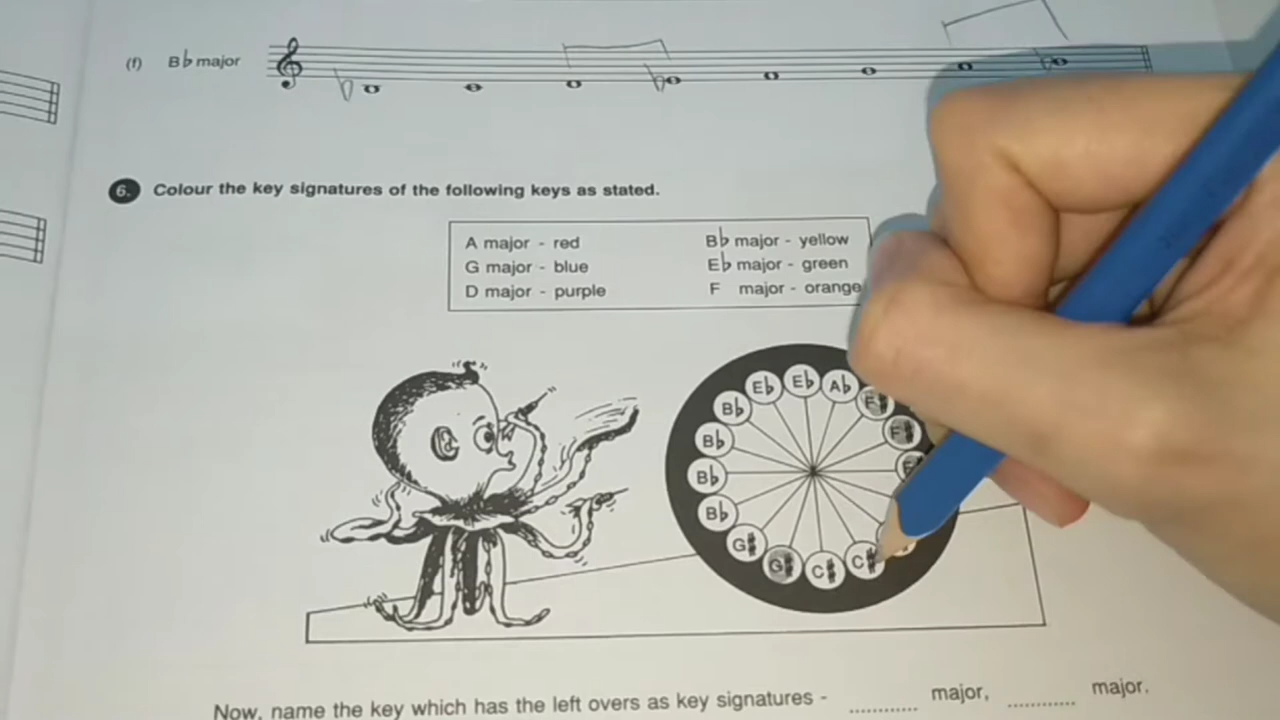 (f) B♭ major
6. Colour the key signatures of the following keys as stated.
A major - red
G major - blue
D major - purple
B♭ major - yellow
E♭ major - green
F major - orange
E♭
E♭
A♭
F#
F#
B♭
B♭
B♭
B♭
G#
G#
C#
C#
Now, name the key which has the left overs as key signatures - ............ major, ............ major.